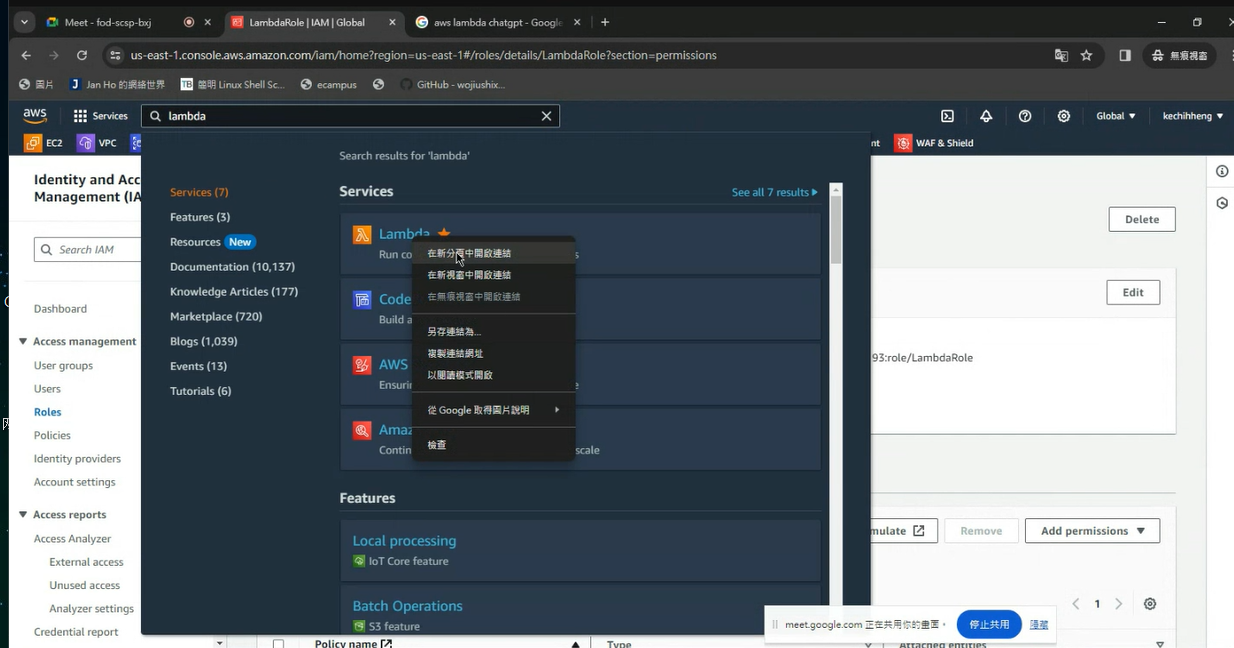 Meet - fod-scsp-bxj
LambdaRole | IAM | Global
aws lambda chatgpt - Google
us-east-1.console.aws.amazon.com/iam/home?region=us-east-1#/roles/details/LambdaRole?section=permissions
無痕視窗
圖片
Jan Ho 的網絡世界
簡明 Linux Shell Sc...
ecampus
GitHub - wojiushix...
aws
Services
lambda
Global
kechihheng
EC2
VPC
nt
WAF & Shield
Identity and Acc
Management (IA
Search IAM
Dashboard
Access management
User groups
Users
Roles
Policies
Identity providers
Account settings
Access reports
Access Analyzer
External access
Unused access
Analyzer settings
Credential report
Search results for 'lambda'
Services (7)
Features (3)
Resources New
Documentation (10,137)
Knowledge Articles (177)
Marketplace (720)
Blogs (1,039)
Events (13)
Tutorials (6)
Services
See all 7 results
Lambda
Run co
s
Code
Build a
AWS
Ensurin
e
Amaz
Contin
scale
Features
Local processing
IoT Core feature
Batch Operations
S3 feature
在新分頁中開啟連結
在新視窗中開啟連結
在無痕視窗中開啟連結
另存連結為...
複製連結網址
以閱讀模式開啟
從 Google 取得圖片說明
檢查
Delete
Edit
93:role/LambdaRole
mulate
Remove
Add permissions
1
Policy name
Type
Attached entities
meet.google.com 正在共用你的畫面。
停止共用
隱藏